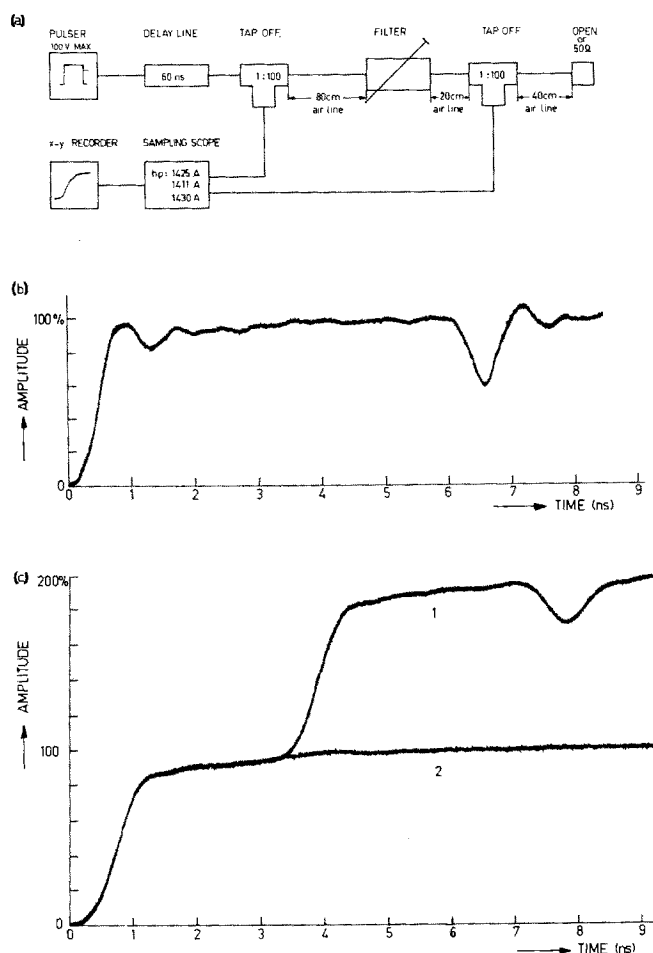 (a)
PULSER
100 V MAX
DELAY LINE
60 ns
TAP OFF
1 : 100
FILTER
TAP OFF
1 : 100
OPEN
or
50Ω
80cm
air line
20cm
air line
40cm
air line
x-y RECORDER
SAMPLING SCOPE
hp: 1425 A
1411 A
1430 A
(b)
100%
AMPLITUDE
0
0 1 2 3 4 5 6 7 8 9
TIME (ns)
(c)
200%
AMPLITUDE
100
0
1
2
0 1 2 3 4 5 6 7 8 9
TIME (ns)